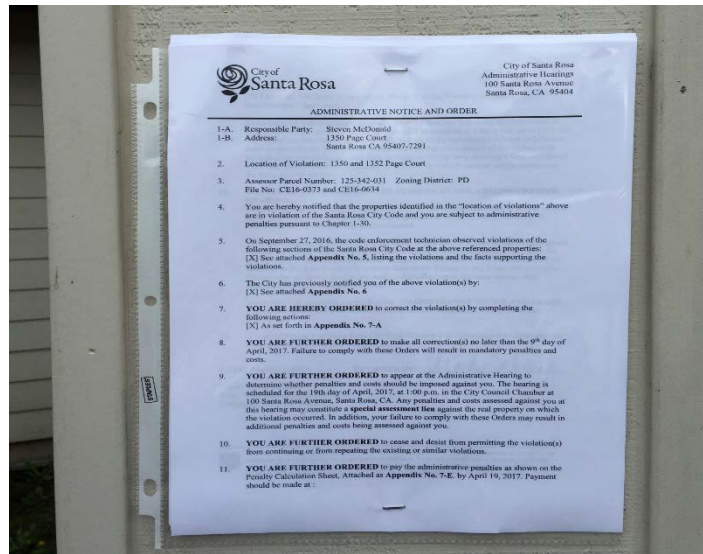 City of
Santa Rosa
City of Santa Rosa
Administrative Hearings
100 Santa Rosa Avenue
Santa Rosa, CA 95404
ADMINISTRATIVE NOTICE AND ORDER
1-A. Responsible Party: Steven McDonald
1-B. Address: 1350 Page Court
Santa Rosa CA 95407-7291
2. Location of Violation: 1350 and 1352 Page Court
3. Assessor Parcel Number: 125-342-031 Zoning District: PD
File No: CE16-0573 and CE16-0634
4. You are hereby notified that the properties identified in the "location of violations" above
are in violation of the Santa Rosa City Code and you are subject to administrative
penalties pursuant to Chapter 1-30.
5. On September 27, 2016, the code enforcement technician observed violations of the
following sections of the Santa Rosa City Code at the above referenced properties:
[X] See attached Appendix No. 5, listing the violations and the facts supporting the
violations.
6. The City has previously notified you of the above violation(s) by:
[X] See attached Appendix No. 6
7. YOU ARE HEREBY ORDERED to correct the violation(s) by completing the
following actions:
[X] As set forth in Appendix No. 7-A
8. YOU ARE FURTHER ORDERED to make all correction(s) no later than the 9th day of
April, 2017. Failure to comply with these Orders will result in mandatory penalties and
costs.
9. YOU ARE FURTHER ORDERED to appear at the Administrative Hearing to
determine whether penalties and costs should be imposed against you. The hearing is
scheduled for the 19th day of April, 2017, at 1:00 p.m. in the City Council Chamber at
100 Santa Rosa Avenue, Santa Rosa, CA. Any penalties and costs assessed against you at
this hearing may constitute a special assessment lien against the real property on which
the violation occurred. In addition, your failure to comply with these Orders may result in
additional penalties and costs being assessed against you.
10. YOU ARE FURTHER ORDERED to cease and desist from permitting the violation(s)
from continuing or from repeating the existing or similar violations.
11. YOU ARE FURTHER ORDERED to pay the administrative penalties as shown on the
Penalty Calculation Sheet, Attached as Appendix No. 7-E, by April 19, 2017. Payment
should be made at :